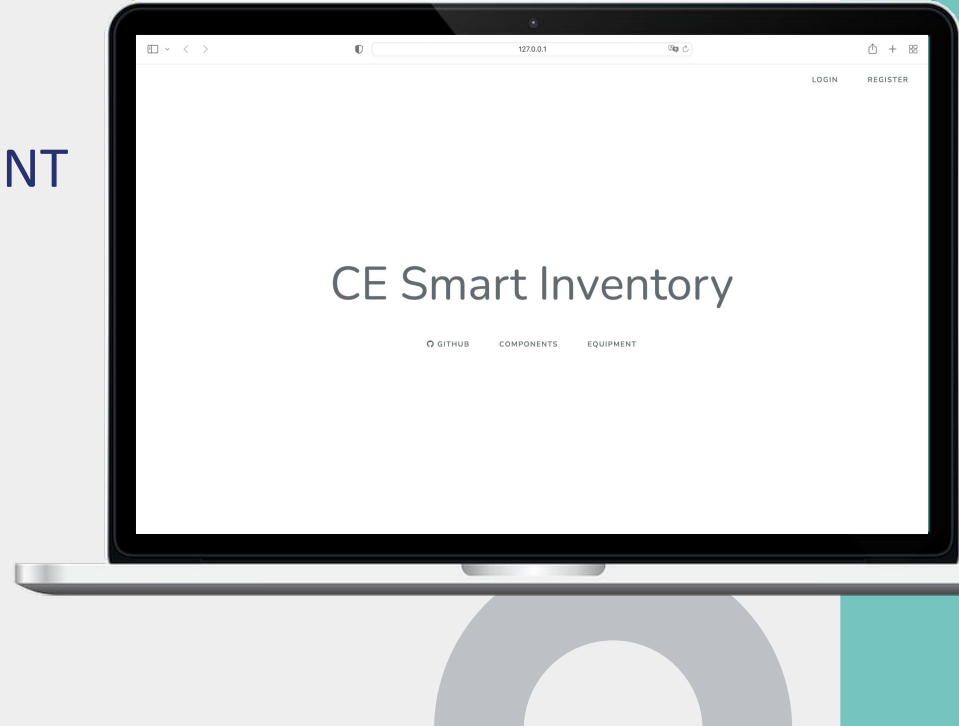 NT
127.0.0.1
LOGIN REGISTER
CE Smart Inventory
GITHUB COMPONENTS EQUIPMENT